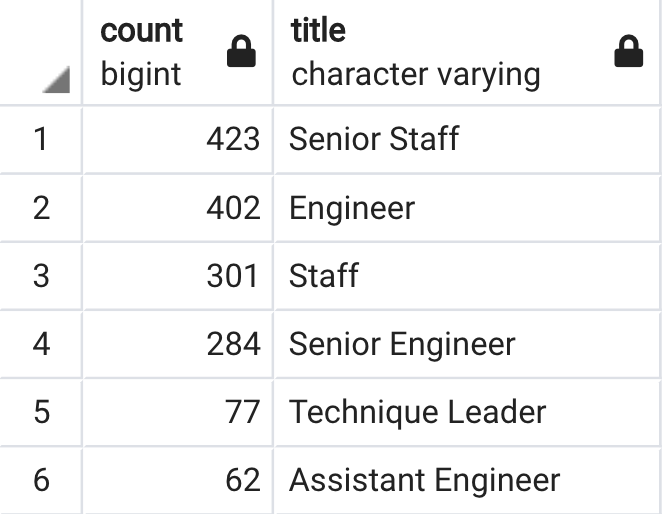 count title
bigint character varying
1 423 Senior Staff
2 402 Engineer
3 301 Staff
4 284 Senior Engineer
5 77 Technique Leader
6 62 Assistant Engineer